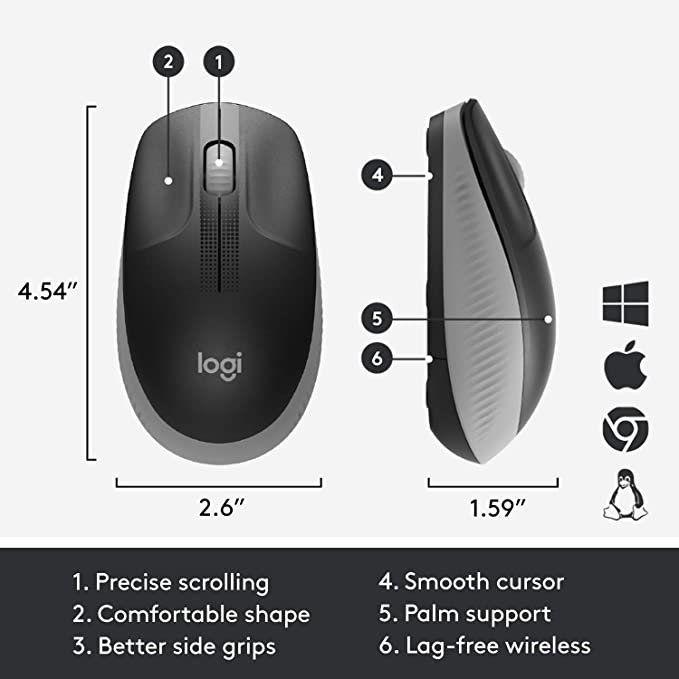 2
1
4
4.54”
5
6
logi
2.6”
1.59”
1. Precise scrolling
2. Comfortable shape
3. Better side grips
4. Smooth cursor
5. Palm support
6. Lag-free wireless